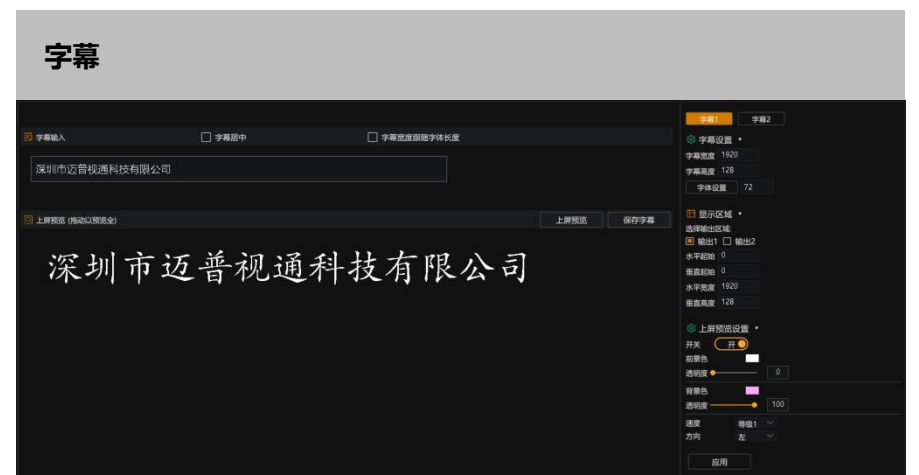 字幕
字幕输入
字幕居中
字幕宽度跟随字体长度
深圳市迈普视通科技有限公司
上屏预览 (拖动以预览全)
上屏预览
保存字幕
深圳市迈普视通科技有限公司
字幕1
字幕2
字幕设置
字幕宽度 1920
字幕高度 128
字体设置 72
显示区域
选择输出区域:
输出1 输出2
水平起始 0
垂直起始 0
水平宽度 1920
垂直高度 128
上屏预览设置
开关 开
前景色
透明度 0
背景色
透明度 100
速度 等级1
方向 左
应用